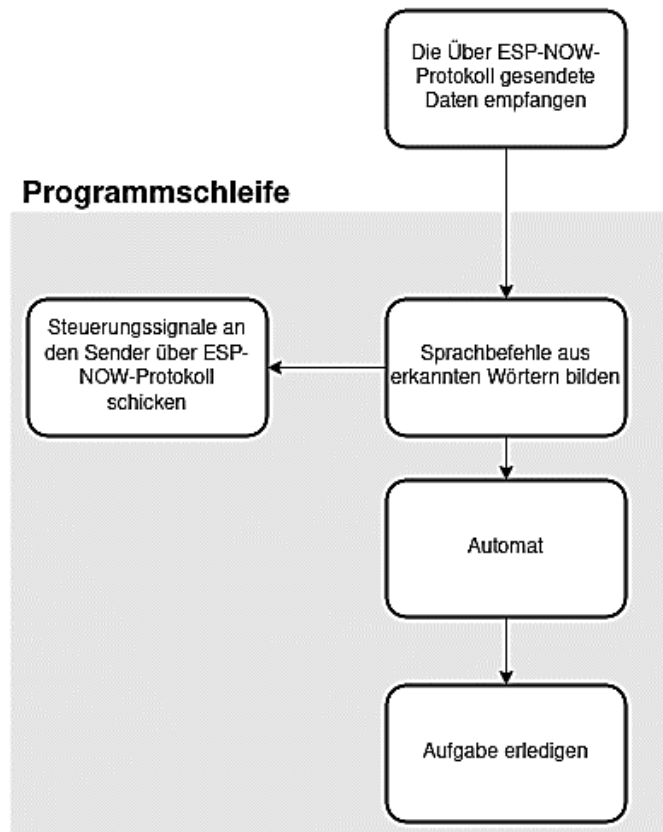 Die Über ESP-NOW-
Protokoll gesendete
Daten empfangen
Programmschleife
Steuerungssignale an
den Sender über ESP-
NOW-Protokoll
schicken
Sprachbefehle aus
erkannten Wörtern bilden
Automat
Aufgabe erledigen